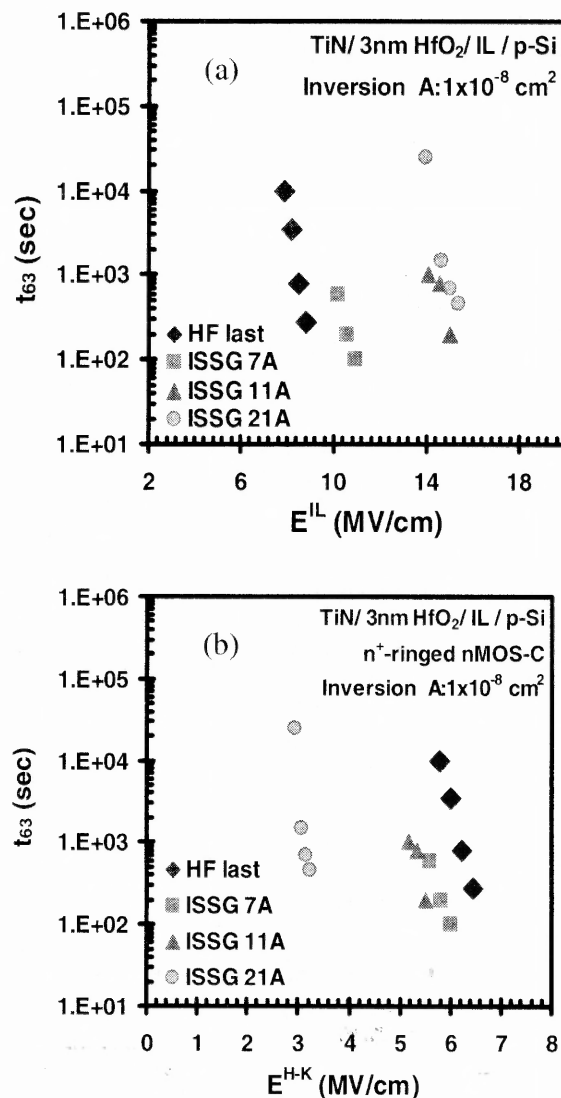 1.E+06
TiN/ 3nm HfO₂/ IL / p-Si
(a)
Inversion A:1x10⁻⁸ cm²
1.E+05
1.E+04
1.E+03
1.E+02
1.E+01
t₆₃ (sec)
HF last
ISSG 7A
ISSG 11A
ISSG 21A
2 6 10 14 18
E^IL (MV/cm)
1.E+06
TiN/ 3nm HfO₂/ IL / p-Si
(b)
n⁺-ringed nMOS-C
Inversion A:1x10⁻⁸ cm²
1.E+05
1.E+04
1.E+03
1.E+02
1.E+01
t₆₃ (sec)
HF last
ISSG 7A
ISSG 11A
ISSG 21A
0 1 2 3 4 5 6 7 8
E^H-K (MV/cm)